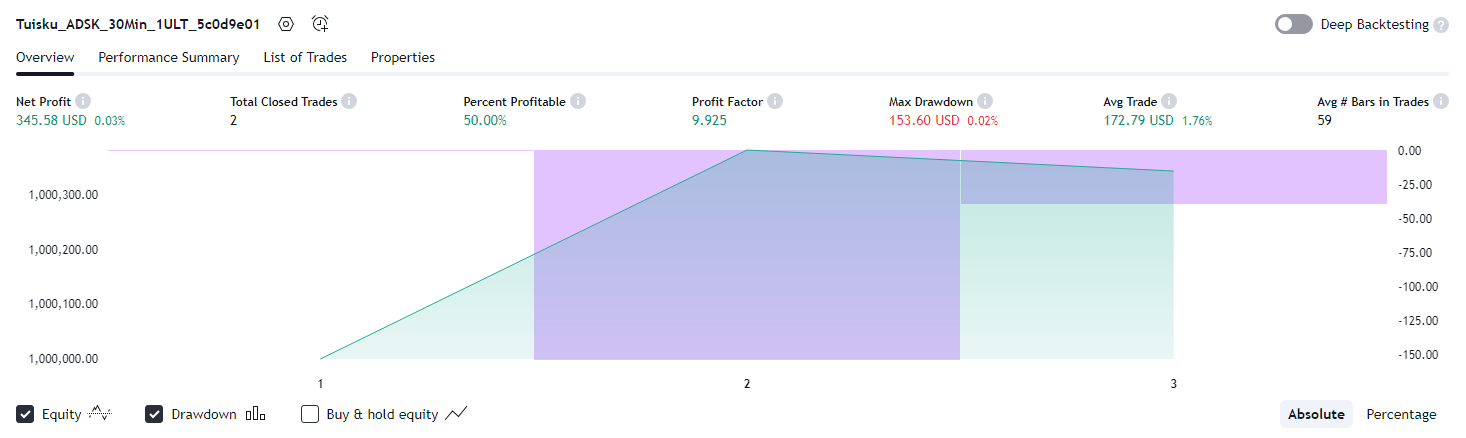 Tuisku_ADSK_30Min_1ULT_5c0d9e01 Deep Backtesting ?
Overview Performance Summary List of Trades Properties
Net Profit i Total Closed Trades i Percent Profitable i Profit Factor i Max Drawdown i Avg Trade i Avg # Bars in Trades i
345.58 USD 0.03% 2 50.00% 9.925 153.60 USD 0.02% 172.79 USD 1.76% 59
0.00
1,000,300.00 -25.00
-50.00
1,000,200.00 -75.00
-100.00
1,000,100.00 -125.00
1,000,000.00 -150.00
1 2 3
Equity Drawdown Buy & hold equity Absolute Percentage